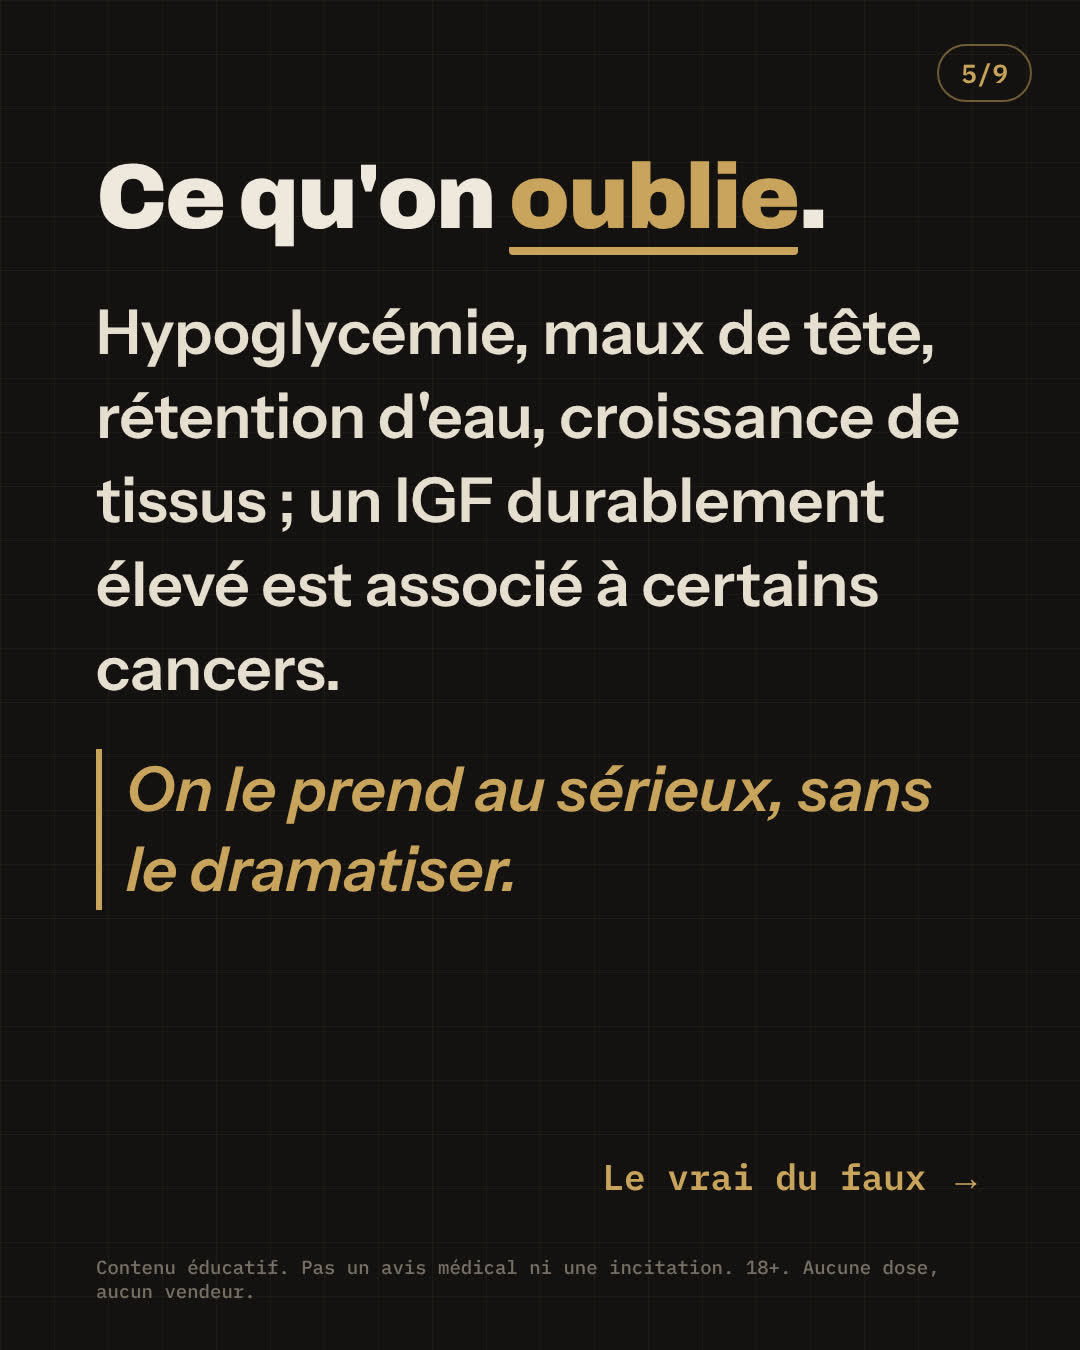 5/9
Ce qu'on oublie.
Hypoglycémie, maux de tête,
rétention d'eau, croissance de
tissus ; un IGF durablement
élevé est associé à certains
cancers.
On le prend au sérieux, sans
le dramatiser.
Le vrai du faux →
Contenu éducatif. Pas un avis médical ni une incitation. 18+. Aucune dose,
aucun vendeur.